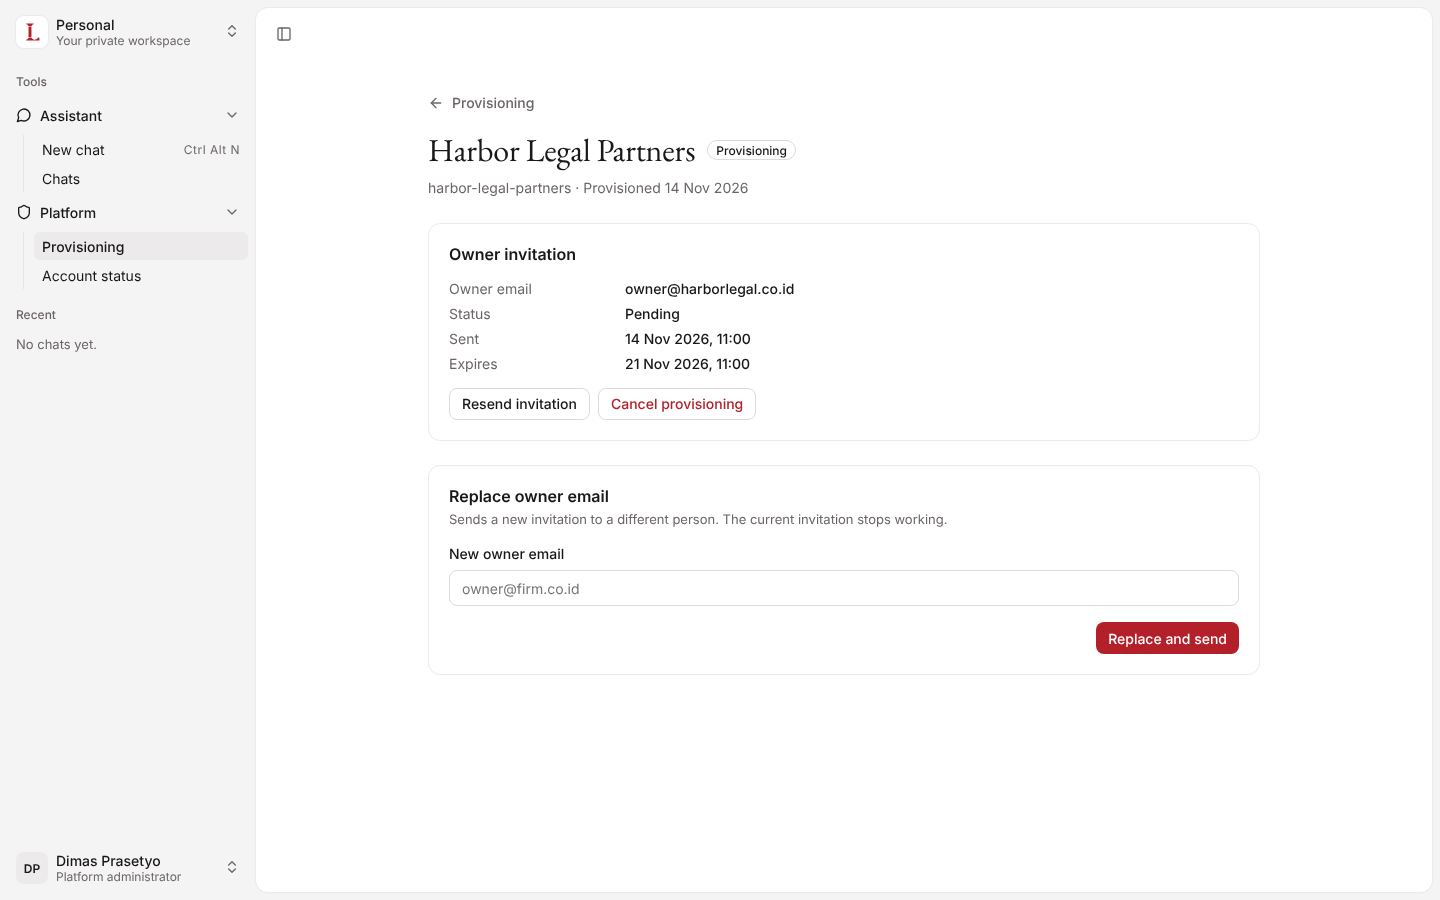 L
Personal
Your private workspace
Tools
Assistant
New chat
Ctrl Alt N
Chats
Platform
Provisioning
Account status
Recent
No chats yet.
DP
Dimas Prasetyo
Platform administrator
Provisioning
Harbor Legal Partners
Provisioning
harbor-legal-partners · Provisioned 14 Nov 2026
Owner invitation
Owner email
owner@harborlegal.co.id
Status
Pending
Sent
14 Nov 2026, 11:00
Expires
21 Nov 2026, 11:00
Resend invitation
Cancel provisioning
Replace owner email
Sends a new invitation to a different person. The current invitation stops working.
New owner email
owner@firm.co.id
Replace and send